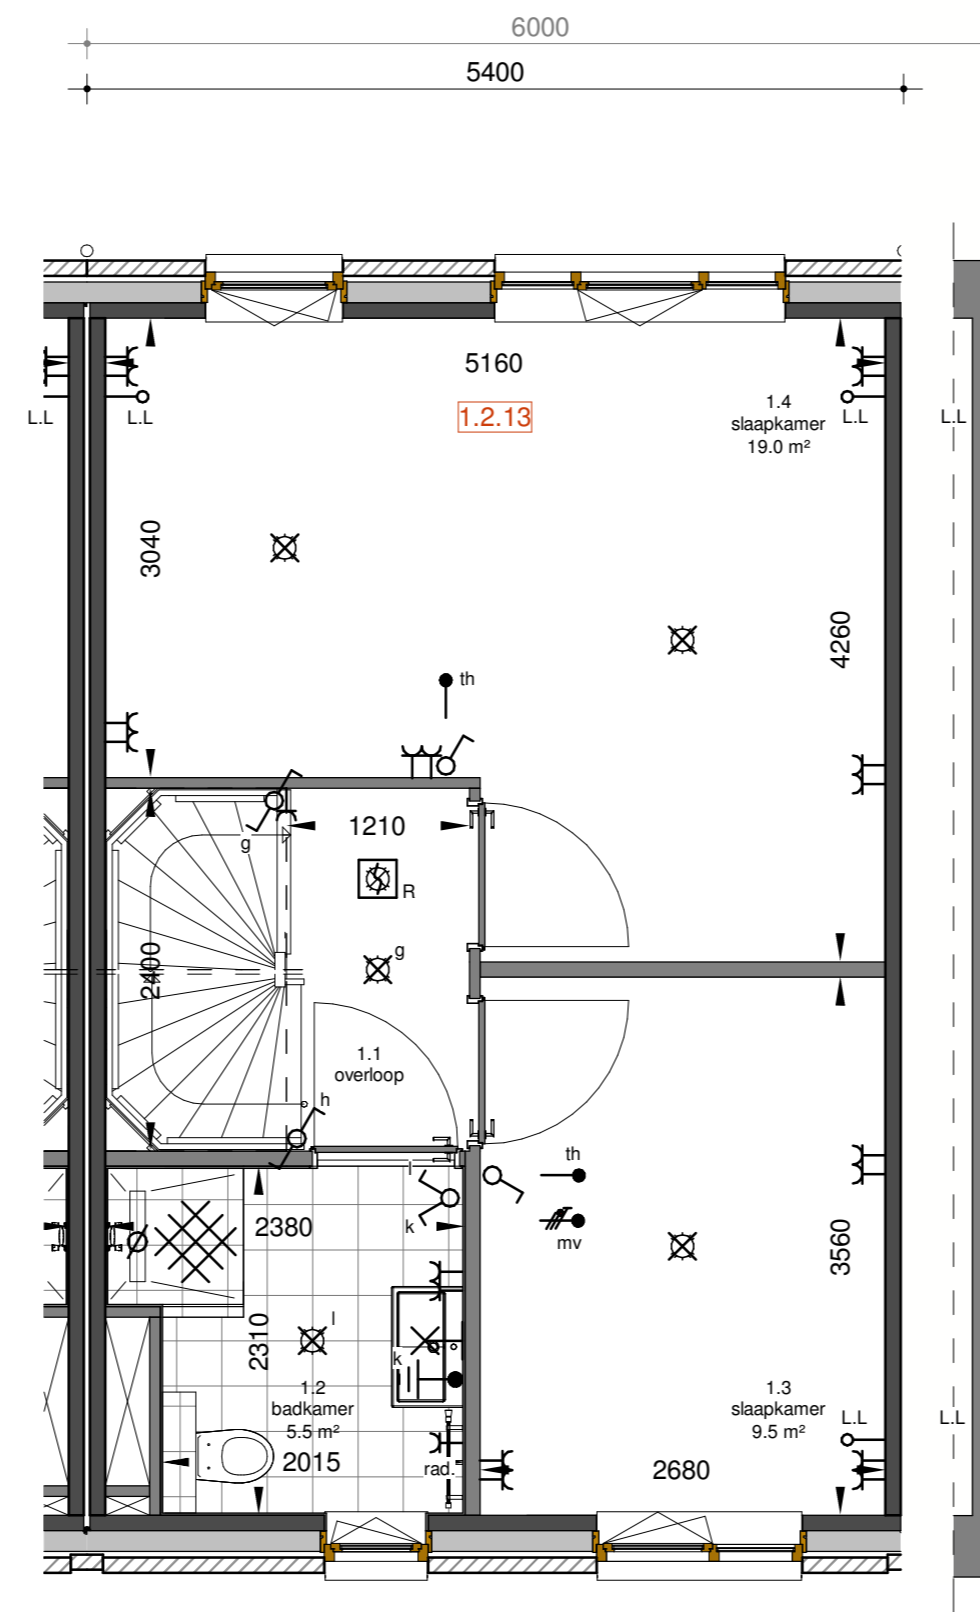 6000
5400
5160
1.2.13
1.4
slaapkamer
19.0 m²
L.L
L.L
L.L
L.L
3040
4260
th
1210
g
R
g
2400
1.1
overloop
h
th
l
k
2380
mv
3560
2310
l
k
1.2
badkamer
5.5 m²
1.3
slaapkamer
9.5 m²
L.L
L.L
2015
rad.
2680